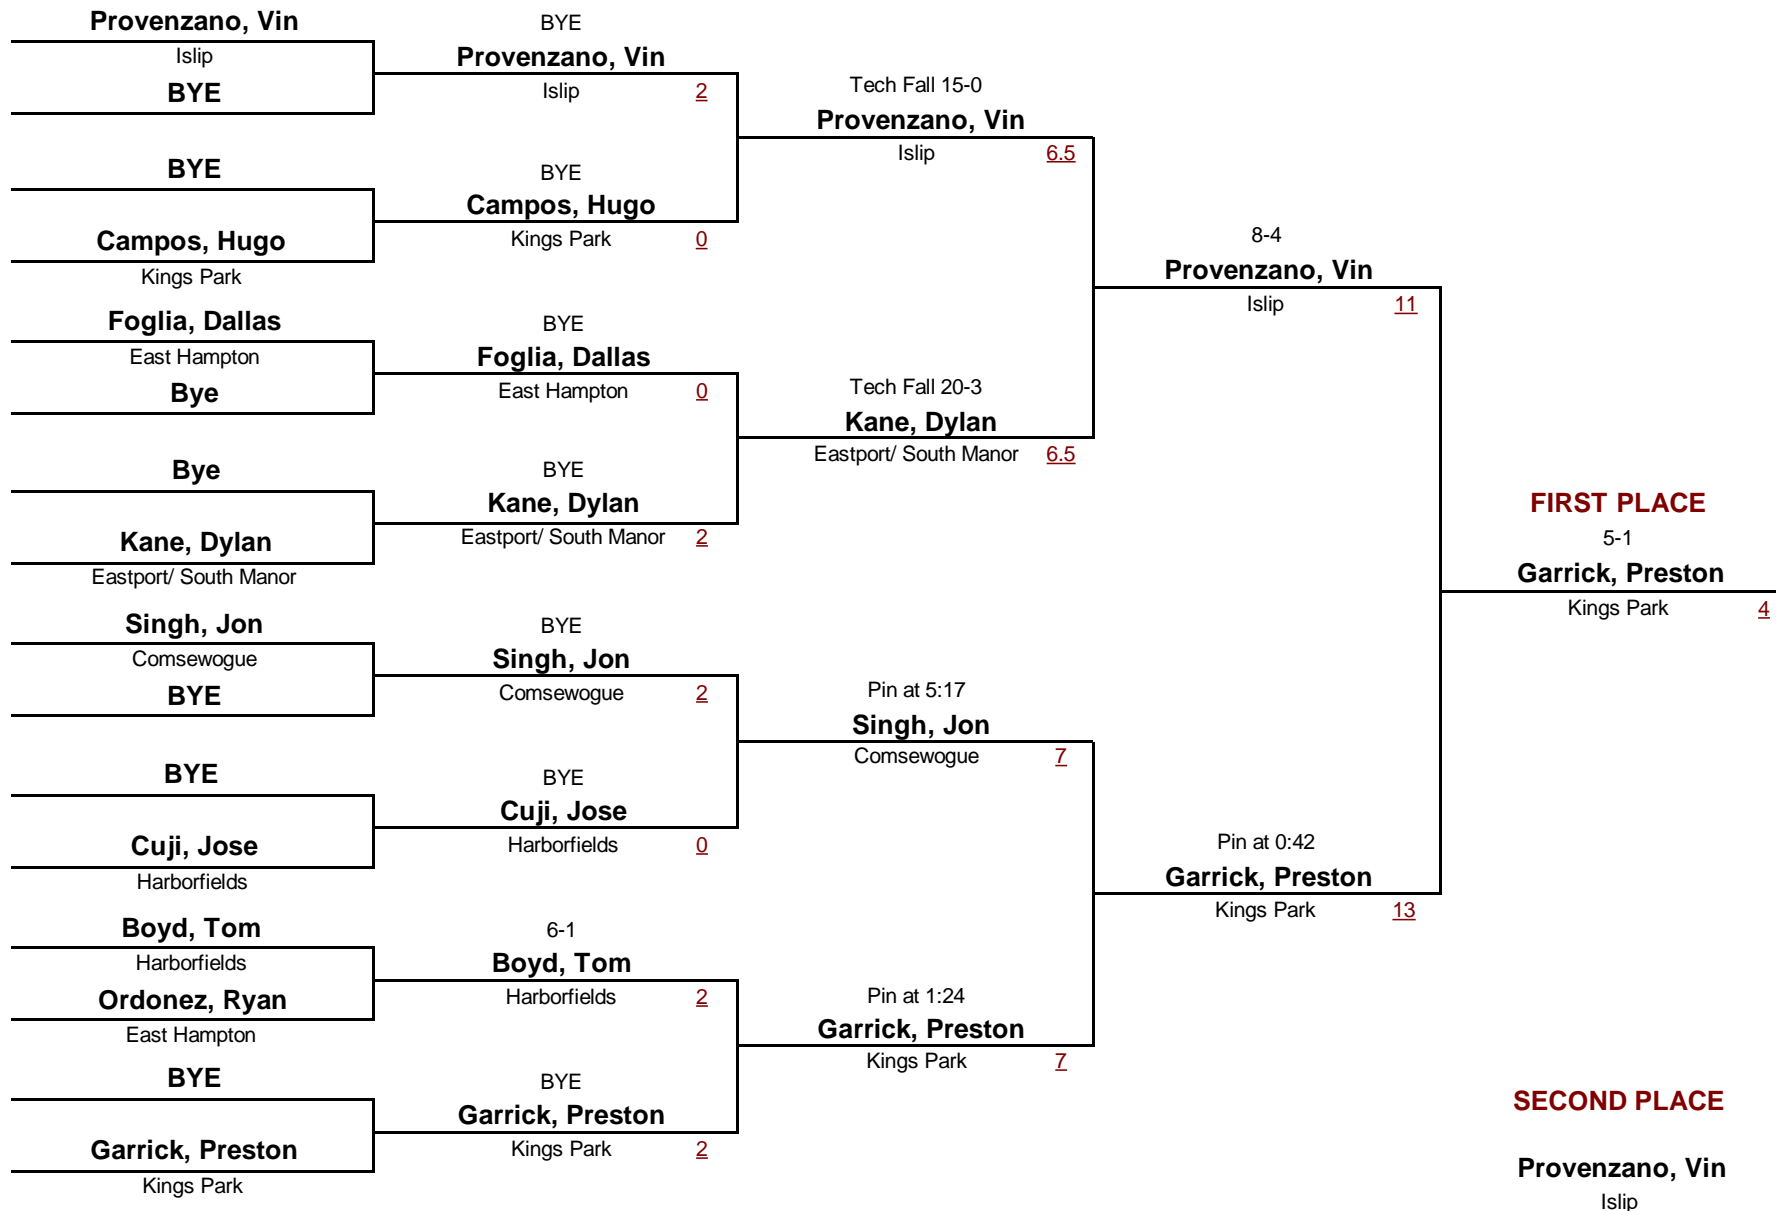 Provenzano, Vin
Islip
BYE
BYE
Campos, Hugo
Kings Park
Foglia, Dallas
East Hampton
Bye
Bye
Kane, Dylan
Eastport/ South Manor
Singh, Jon
Comsewogue
BYE
BYE
Cuji, Jose
Harborfields
Boyd, Tom
Harborfields
Ordonez, Ryan
East Hampton
BYE
Garrick, Preston
Kings Park
BYE
Provenzano, Vin
Islip 2
BYE
Campos, Hugo
Kings Park 0
BYE
Foglia, Dallas
East Hampton 0
BYE
Kane, Dylan
Eastport/ South Manor 2
BYE
Singh, Jon
Comsewogue 2
BYE
Cuji, Jose
Harborfields 0
6-1
Boyd, Tom
Harborfields 2
BYE
Garrick, Preston
Kings Park 2
Tech Fall 15-0
Provenzano, Vin
Islip 6.5
Tech Fall 20-3
Kane, Dylan
Eastport/ South Manor 6.5
Pin at 5:17
Singh, Jon
Comsewogue 7
Pin at 1:24
Garrick, Preston
Kings Park 7
8-4
Provenzano, Vin
Islip 11
Pin at 0:42
Garrick, Preston
Kings Park 13
FIRST PLACE
5-1
Garrick, Preston
Kings Park 4
SECOND PLACE
Provenzano, Vin
Islip